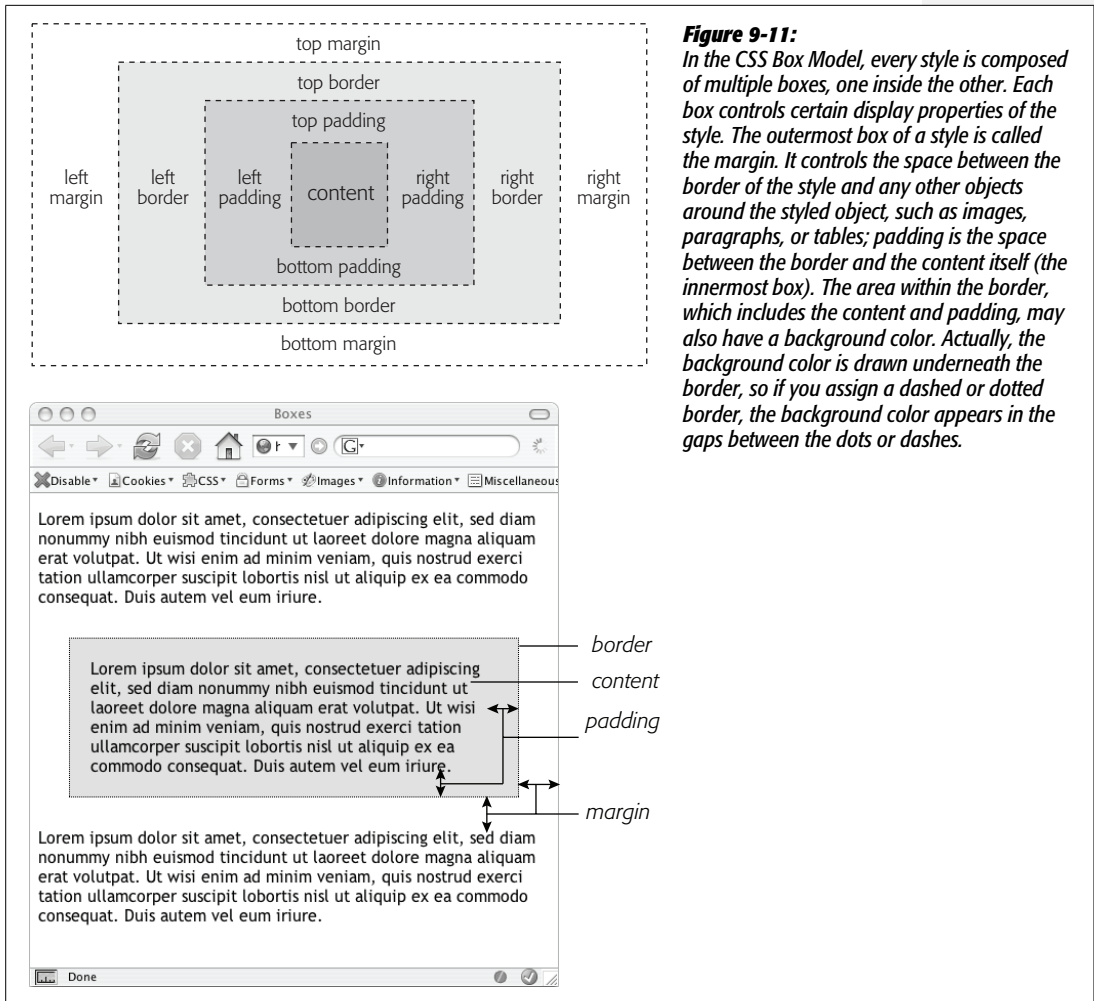 top margin
top border
top padding
left
margin
left
border
left
padding
content
right
padding
right
border
right
margin
bottom padding
bottom border
bottom margin
Figure 9-11:
In the CSS Box Model, every style is composed
of multiple boxes, one inside the other. Each
box controls certain display properties of the
style. The outermost box of a style is called
the margin. It controls the space between the
border of the style and any other objects
around the styled object, such as images,
paragraphs, or tables; padding is the space
between the border and the content itself (the
innermost box). The area within the border,
which includes the content and padding, may
also have a background color. Actually, the
background color is drawn underneath the
border, so if you assign a dashed or dotted
border, the background color appears in the
gaps between the dots or dashes.
Boxes
G
Disable Cookies CSS Forms Images Information Miscellaneous
Lorem ipsum dolor sit amet, consectetuer adipiscing elit, sed diam
nonummy nibh euismod tincidunt ut laoreet dolore magna aliquam
erat volutpat. Ut wisi enim ad minim veniam, quis nostrud exerci
tation ullamcorper suscipit lobortis nisl ut aliquip ex ea commodo
consequat. Duis autem vel eum iriure.
Lorem ipsum dolor sit amet, consectetuer adipiscing
elit, sed diam nonummy nibh euismod tincidunt ut
laoreet dolore magna aliquam erat volutpat. Ut wisi
enim ad minim veniam, quis nostrud exerci tation
ullamcorper suscipit lobortis nisl ut aliquip ex ea
commodo consequat. Duis autem vel eum iriure.
border
content
padding
margin
Lorem ipsum dolor sit amet, consectetuer adipiscing elit, sed diam
nonummy nibh euismod tincidunt ut laoreet dolore magna aliquam
erat volutpat. Ut wisi enim ad minim veniam, quis nostrud exerci
tation ullamcorper suscipit lobortis nisl ut aliquip ex ea commodo
consequat. Duis autem vel eum iriure.
Done